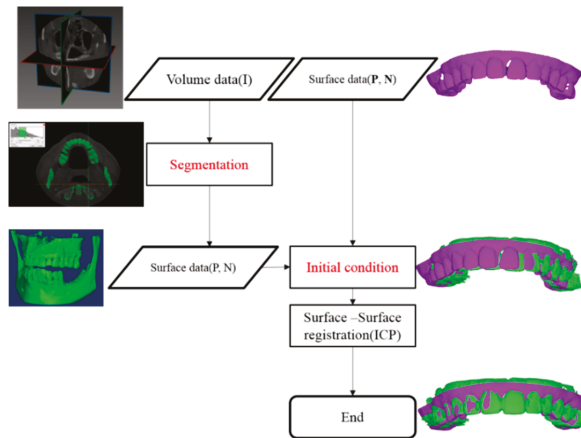 Volume data(I)
Surface data(P, N)
Segmentation
Surface data(P, N)
Initial condition
Surface –Surface
registration(ICP)
End